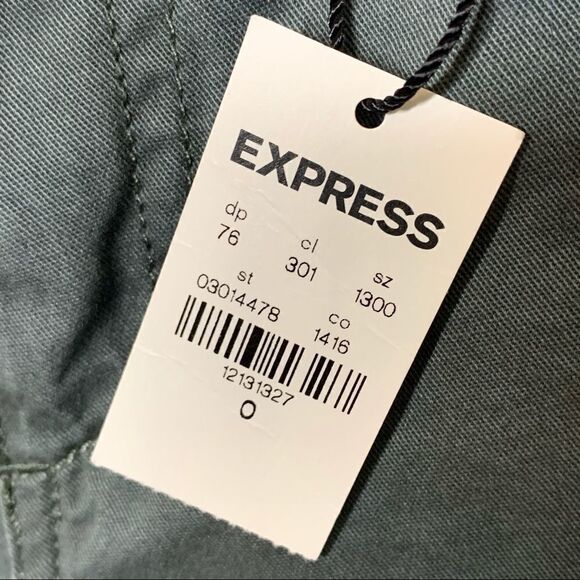 EXPRESS
dp cl sz
76 301 1300
st co
03014478 1416
12131327
0